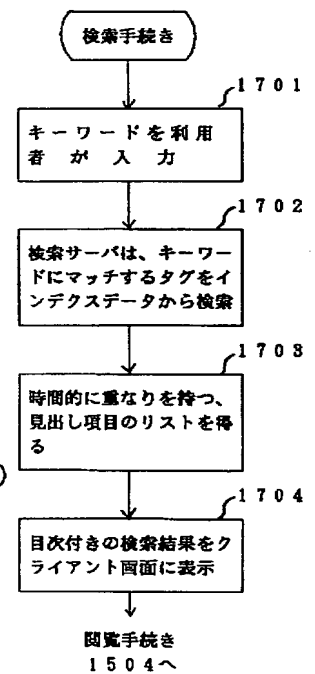 検索手続き
1701
キーワードを利用
者が入力
1702
検索サーバは、キーワー
ドにマッチするタグをイ
ンデクスデータから検索
1703
時間的に重なりを持つ、
見出し項目のリストを得
る
1704
目次付きの検索結果をク
ライアント画面に表示
閲覧手続き
1504へ